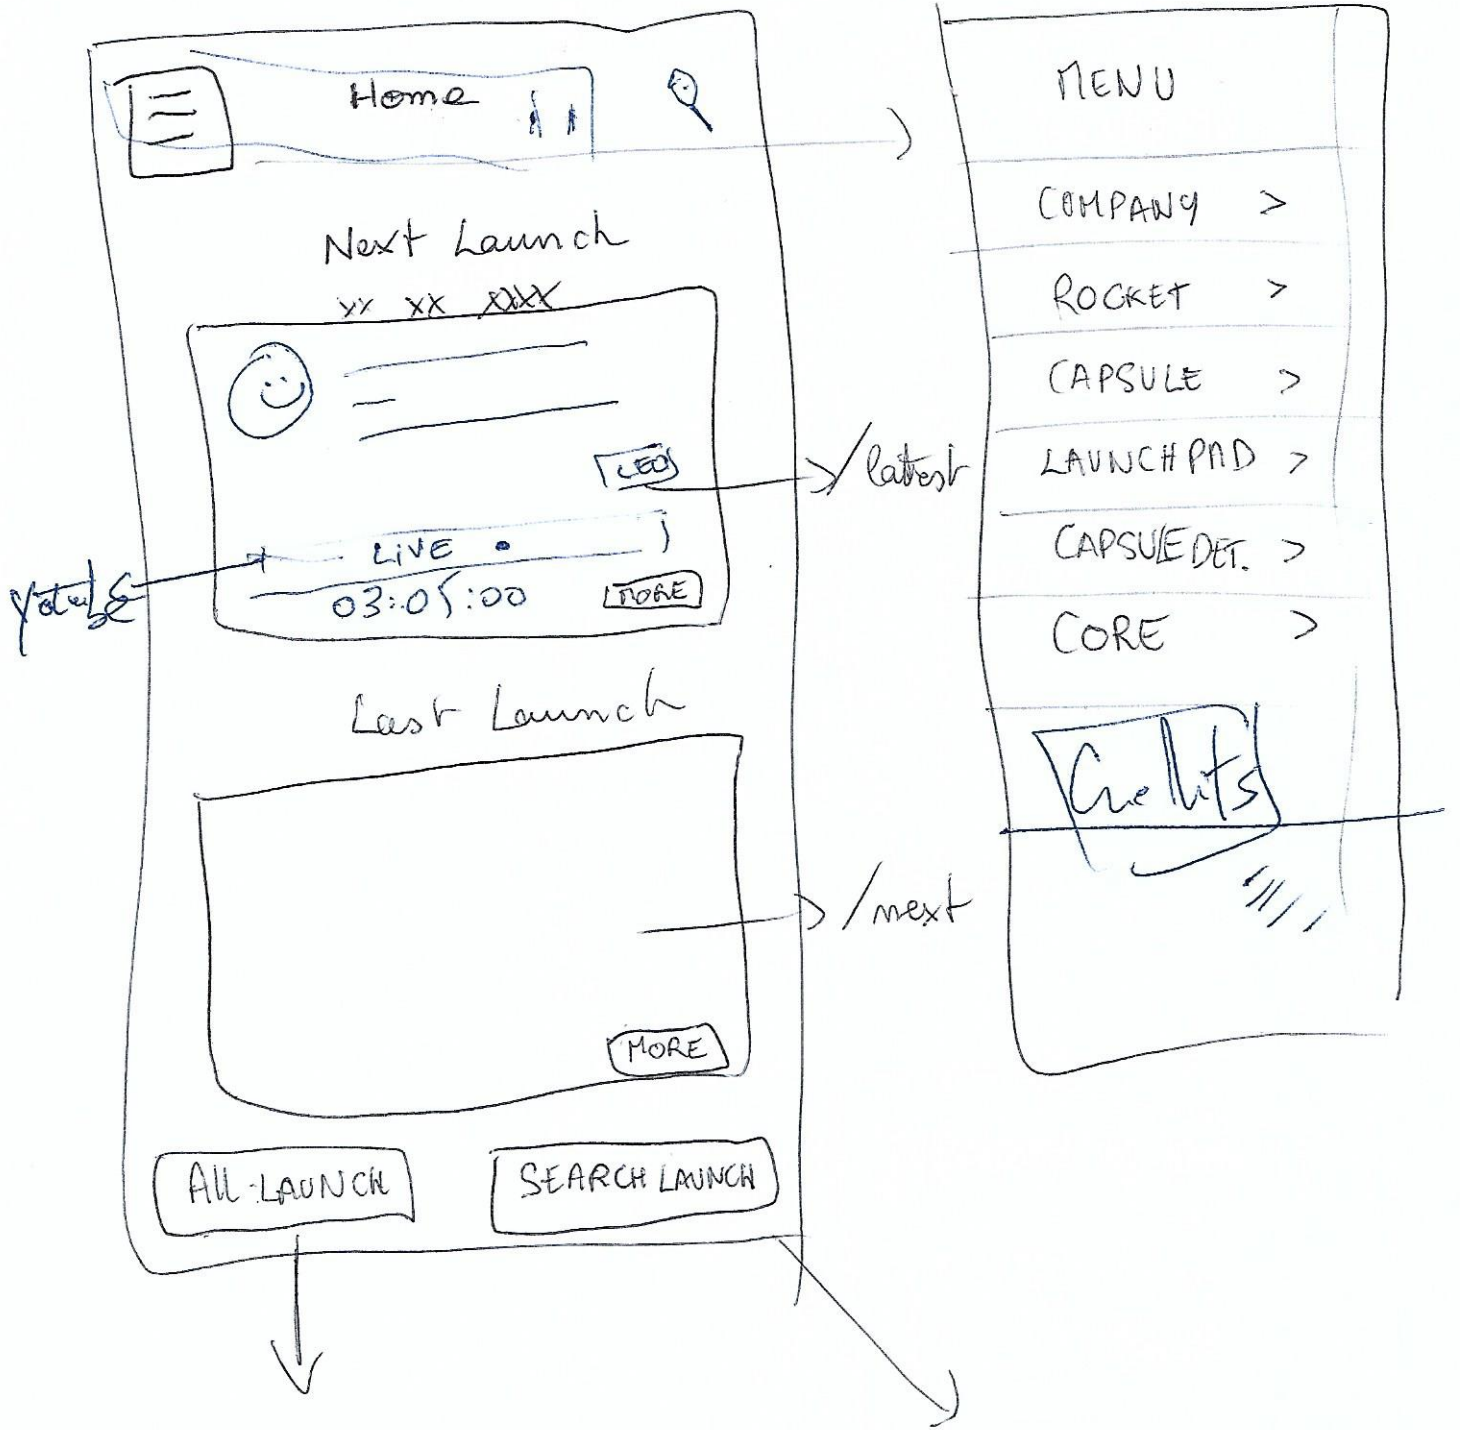 Home
Next Launch
xx xx xxxx
LEO
/latest
LIVE
03:05:00
MORE
Last Launch
/next
MORE
ALL-LAUNCH
SEARCH LAUNCH
MENU
COMPANY >
ROCKET >
CAPSULE >
LAUNCHPAD >
CAPSULE DET. >
CORE >
Credits